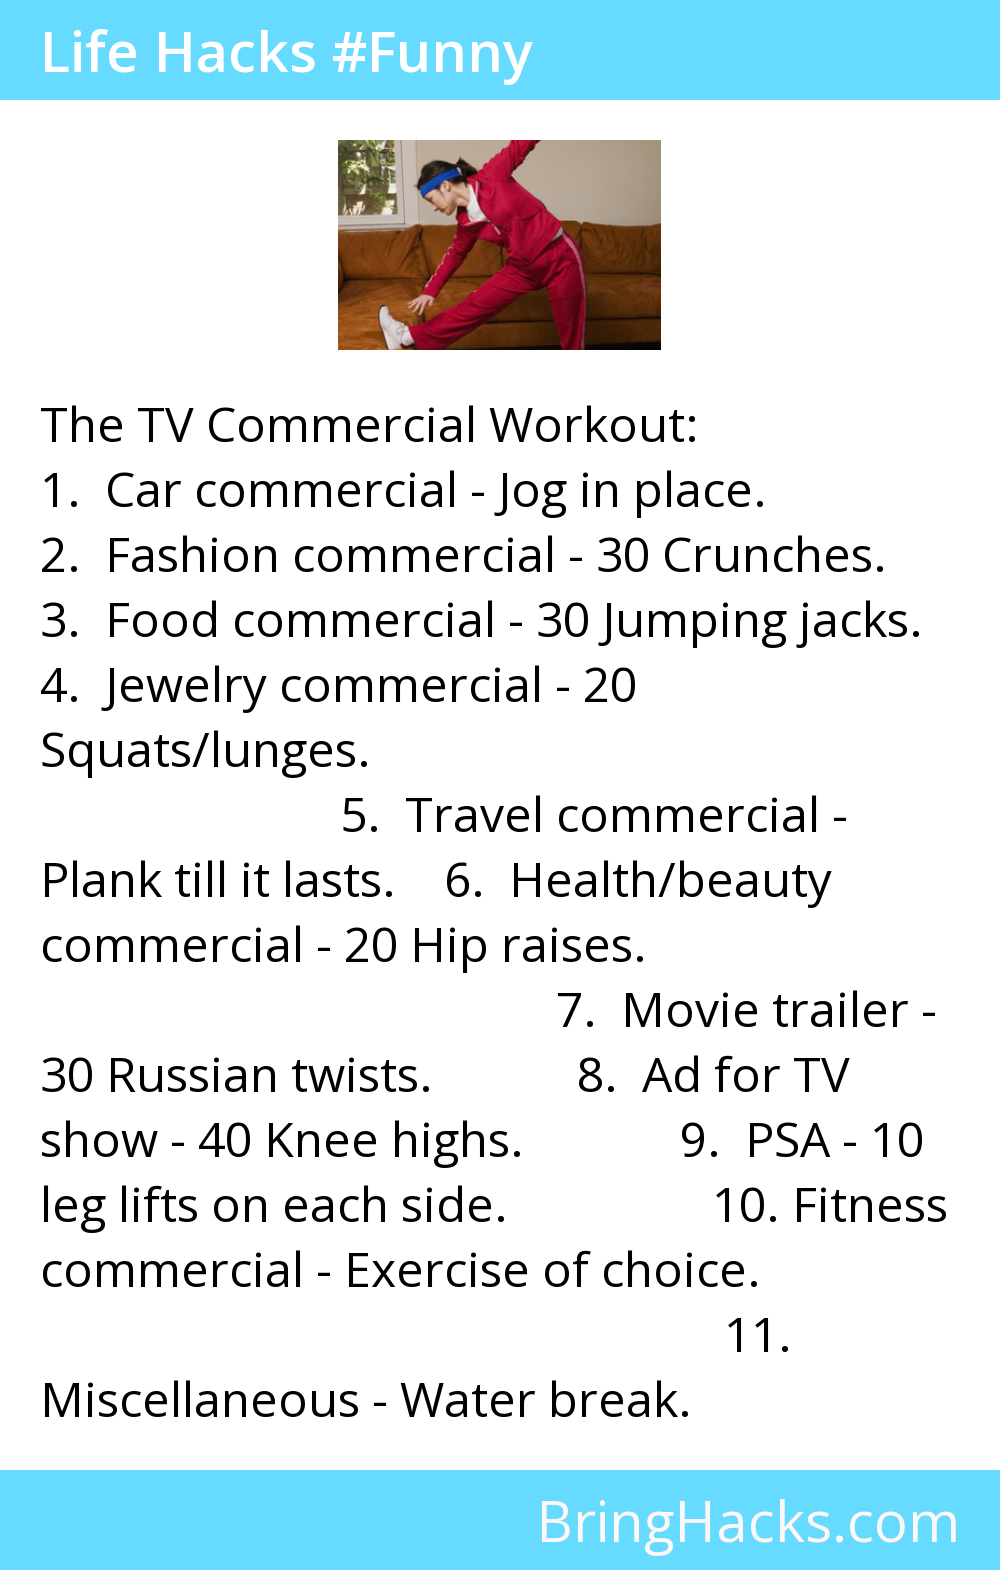 Life Hacks #Funny
The TV Commercial Workout:
1. Car commercial - Jog in place.
2. Fashion commercial - 30 Crunches.
3. Food commercial - 30 Jumping jacks.
4. Jewelry commercial - 20
Squats/lunges.
5. Travel commercial -
Plank till it lasts. 6. Health/beauty
commercial - 20 Hip raises.
7. Movie trailer -
30 Russian twists. 8. Ad for TV
show - 40 Knee highs. 9. PSA - 10
leg lifts on each side. 10. Fitness
commercial - Exercise of choice.
11.
Miscellaneous - Water break.
BringHacks.com